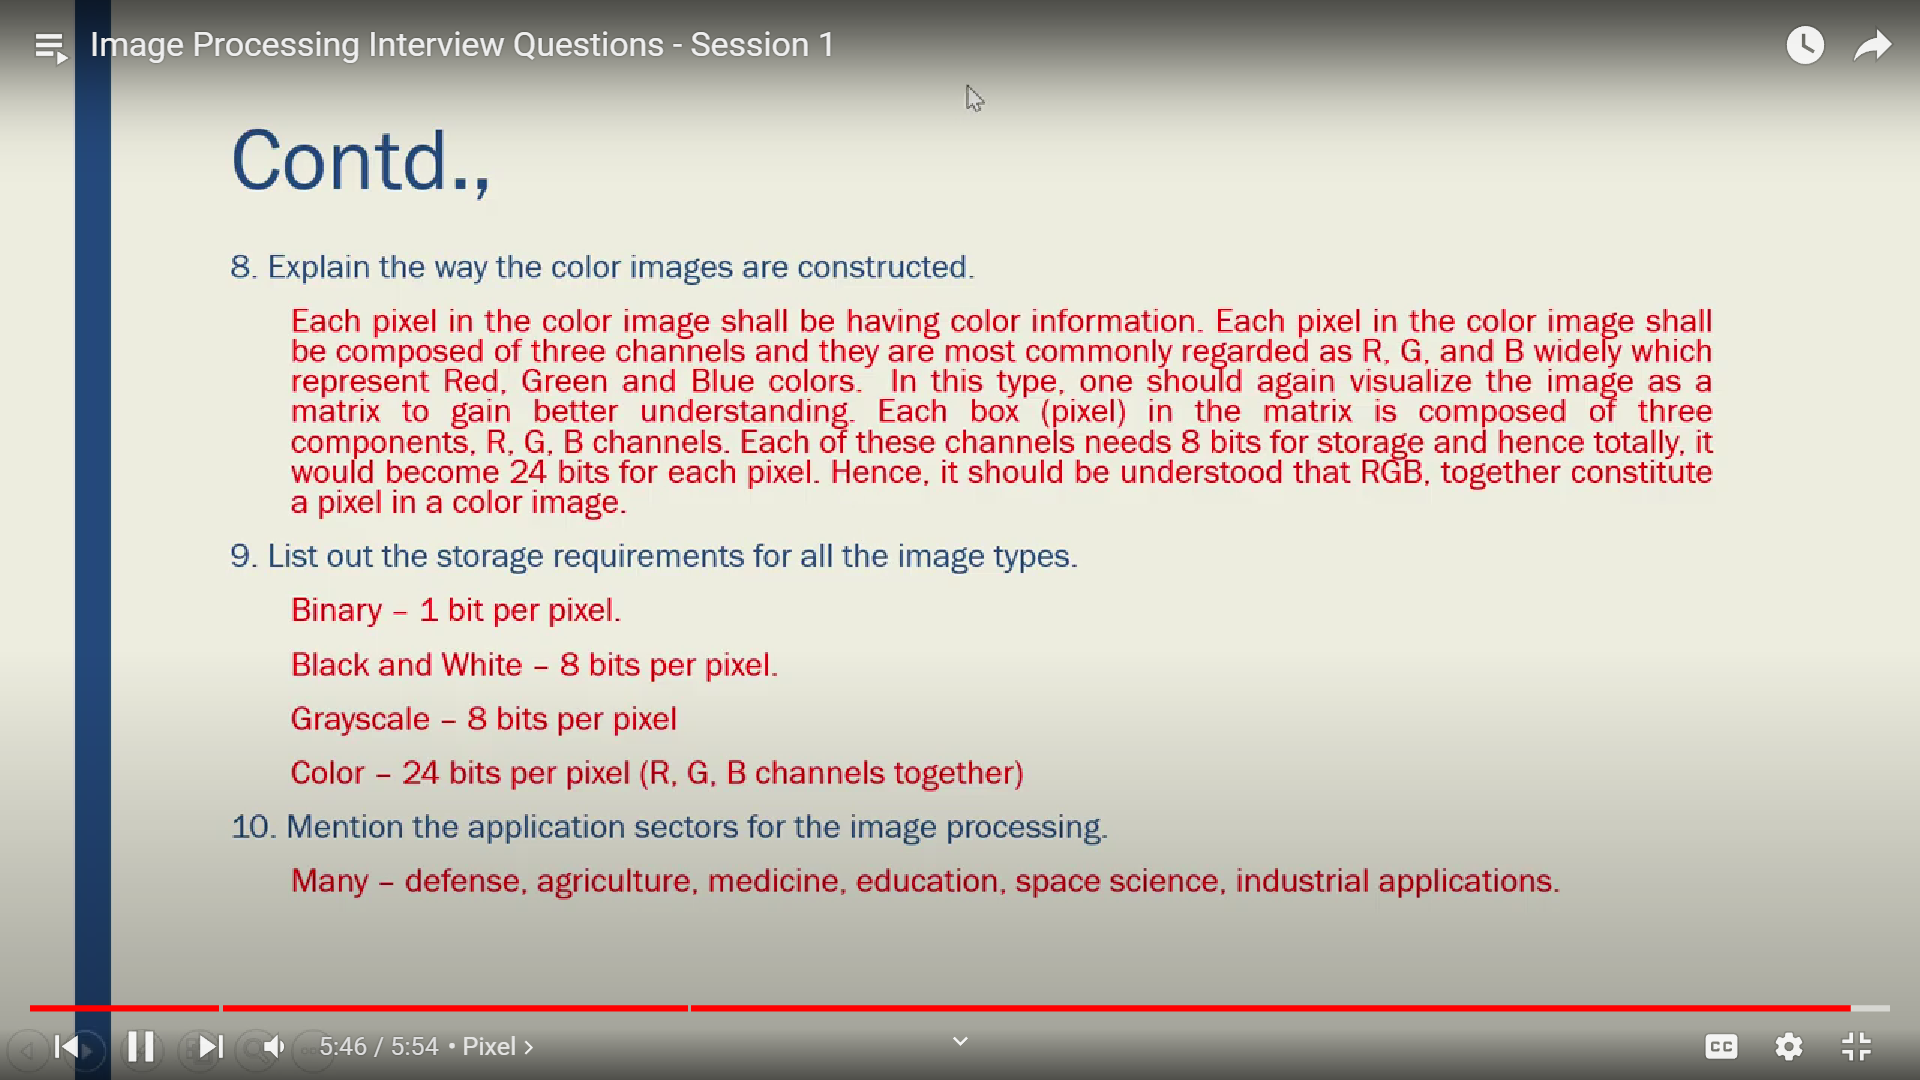 Image Processing Interview Questions - Session 1
Contd.,
8. Explain the way the color images are constructed.
Each pixel in the color image shall be having color information. Each pixel in the color image shall
be composed of three channels and they are most commonly regarded as R, G, and B widely which
represent Red, Green and Blue colors. In this type, one should again visualize the image as a
matrix to gain better understanding. Each box (pixel) in the matrix is composed of three
components, R, G, B channels. Each of these channels needs 8 bits for storage and hence totally, it
would become 24 bits for each pixel. Hence, it should be understood that RGB, together constitute
a pixel in a color image.
9. List out the storage requirements for all the image types.
Binary – 1 bit per pixel.
Black and White – 8 bits per pixel.
Grayscale – 8 bits per pixel
Color – 24 bits per pixel (R, G, B channels together)
10. Mention the application sectors for the image processing.
Many – defense, agriculture, medicine, education, space science, industrial applications.
5:46 / 5:54 • Pixel >
CC